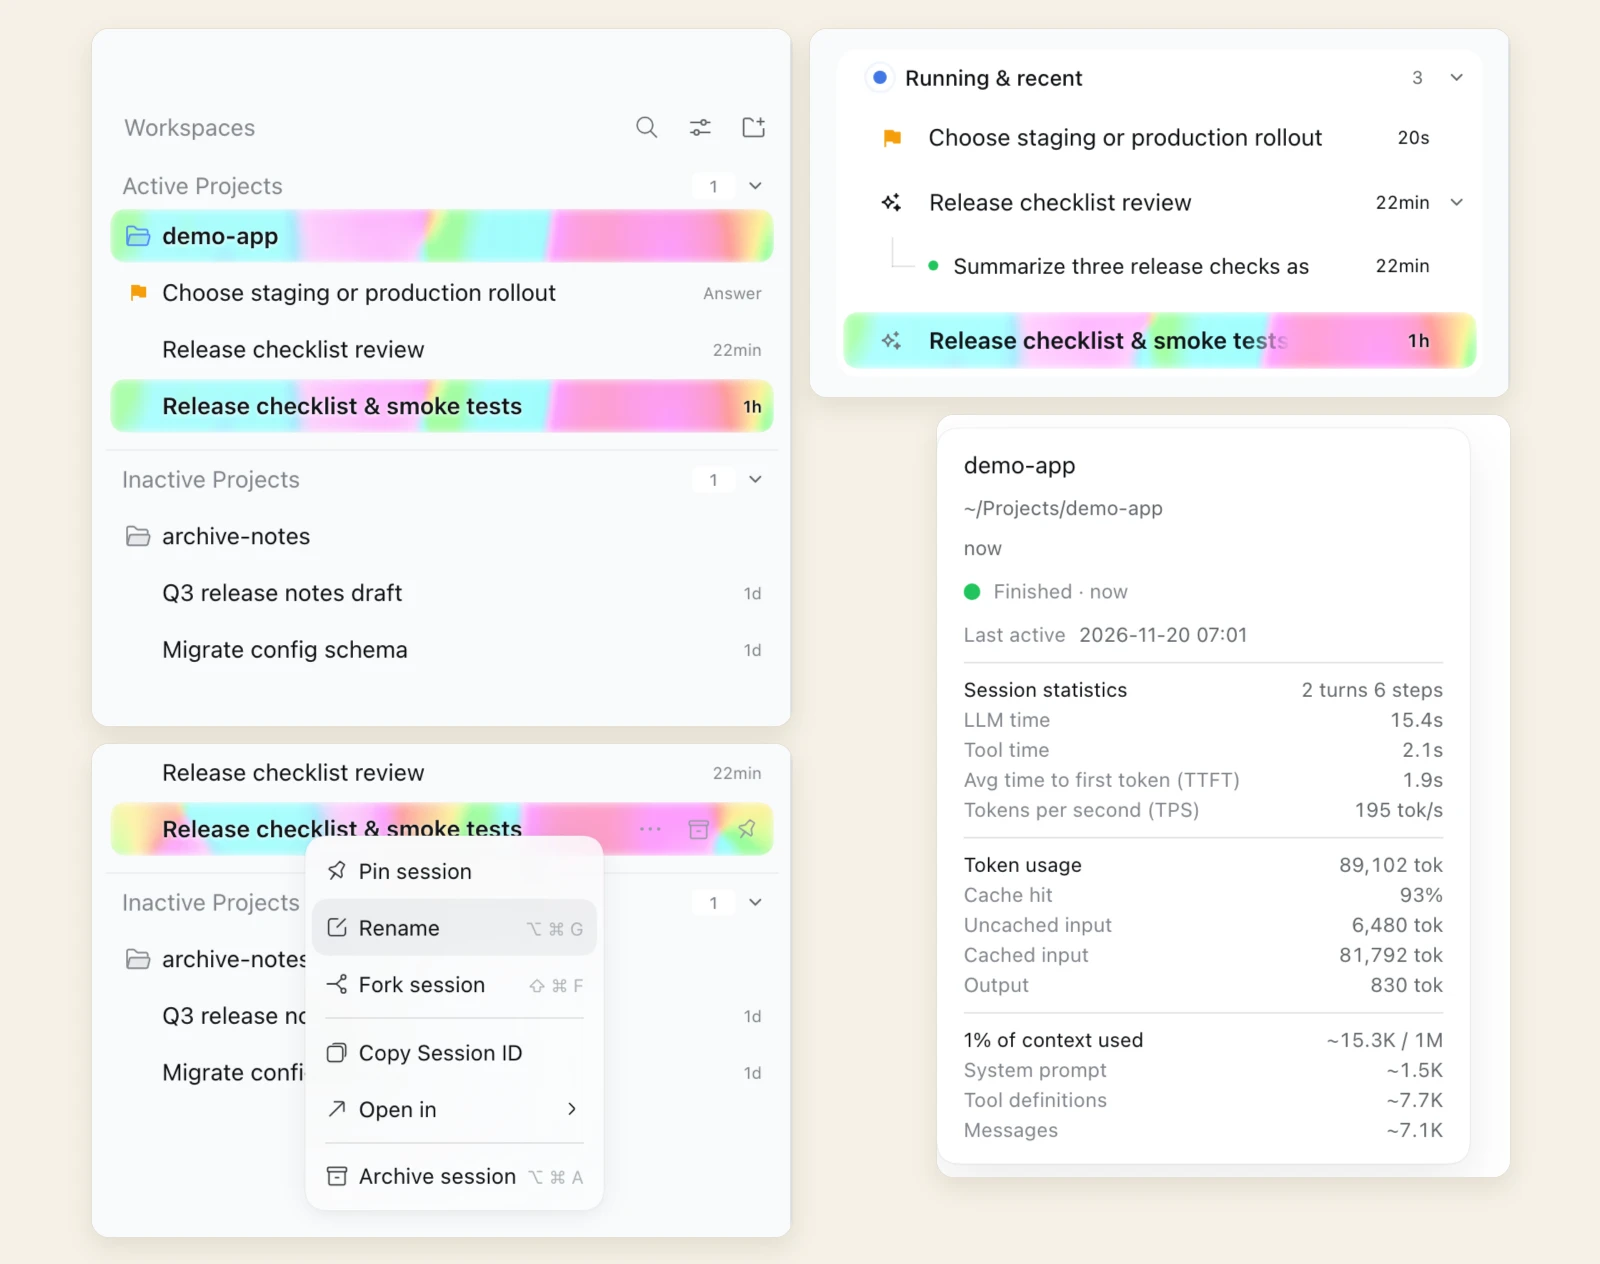 Workspaces
Active Projects 1
demo-app
Choose staging or production rollout Answer
Release checklist review 22min
Release checklist & smoke tests 1h
Inactive Projects 1
archive-notes
Q3 release notes draft 1d
Migrate config schema 1d
Release checklist review 22min
Release checklist & smoke tests
Inactive Projects 1
archive-notes
Q3 release no 1d
Migrate confi 1d
Pin session
Rename ⌥ ⌘ G
Fork session ⇧ ⌘ F
Copy Session ID
Open in
Archive session ⌥ ⌘ A
Running & recent 3
Choose staging or production rollout 20s
Release checklist review 22min
Summarize three release checks as 22min
Release checklist & smoke tests 1h
demo-app
~/Projects/demo-app
now
Finished · now
Last active 2026-11-20 07:01
Session statistics 2 turns 6 steps
LLM time 15.4s
Tool time 2.1s
Avg time to first token (TTFT) 1.9s
Tokens per second (TPS) 195 tok/s
Token usage 89,102 tok
Cache hit 93%
Uncached input 6,480 tok
Cached input 81,792 tok
Output 830 tok
1% of context used ~15.3K / 1M
System prompt ~1.5K
Tool definitions ~7.7K
Messages ~7.1K